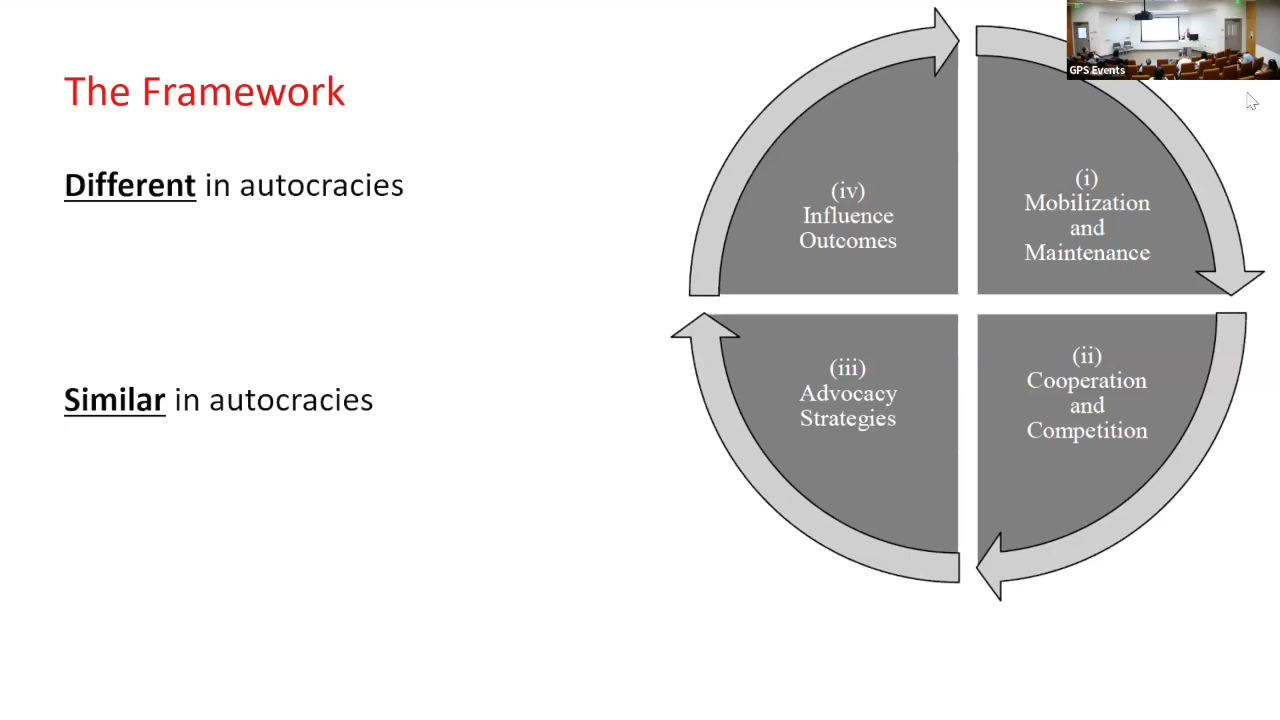 The Framework
Different in autocracies
Similar in autocracies
(iv)
Influence
Outcomes
(i)
Mobilization
and
Maintenance
(iii)
Advocacy
Strategies
(ii)
Cooperation
and
Competition
GPS Events